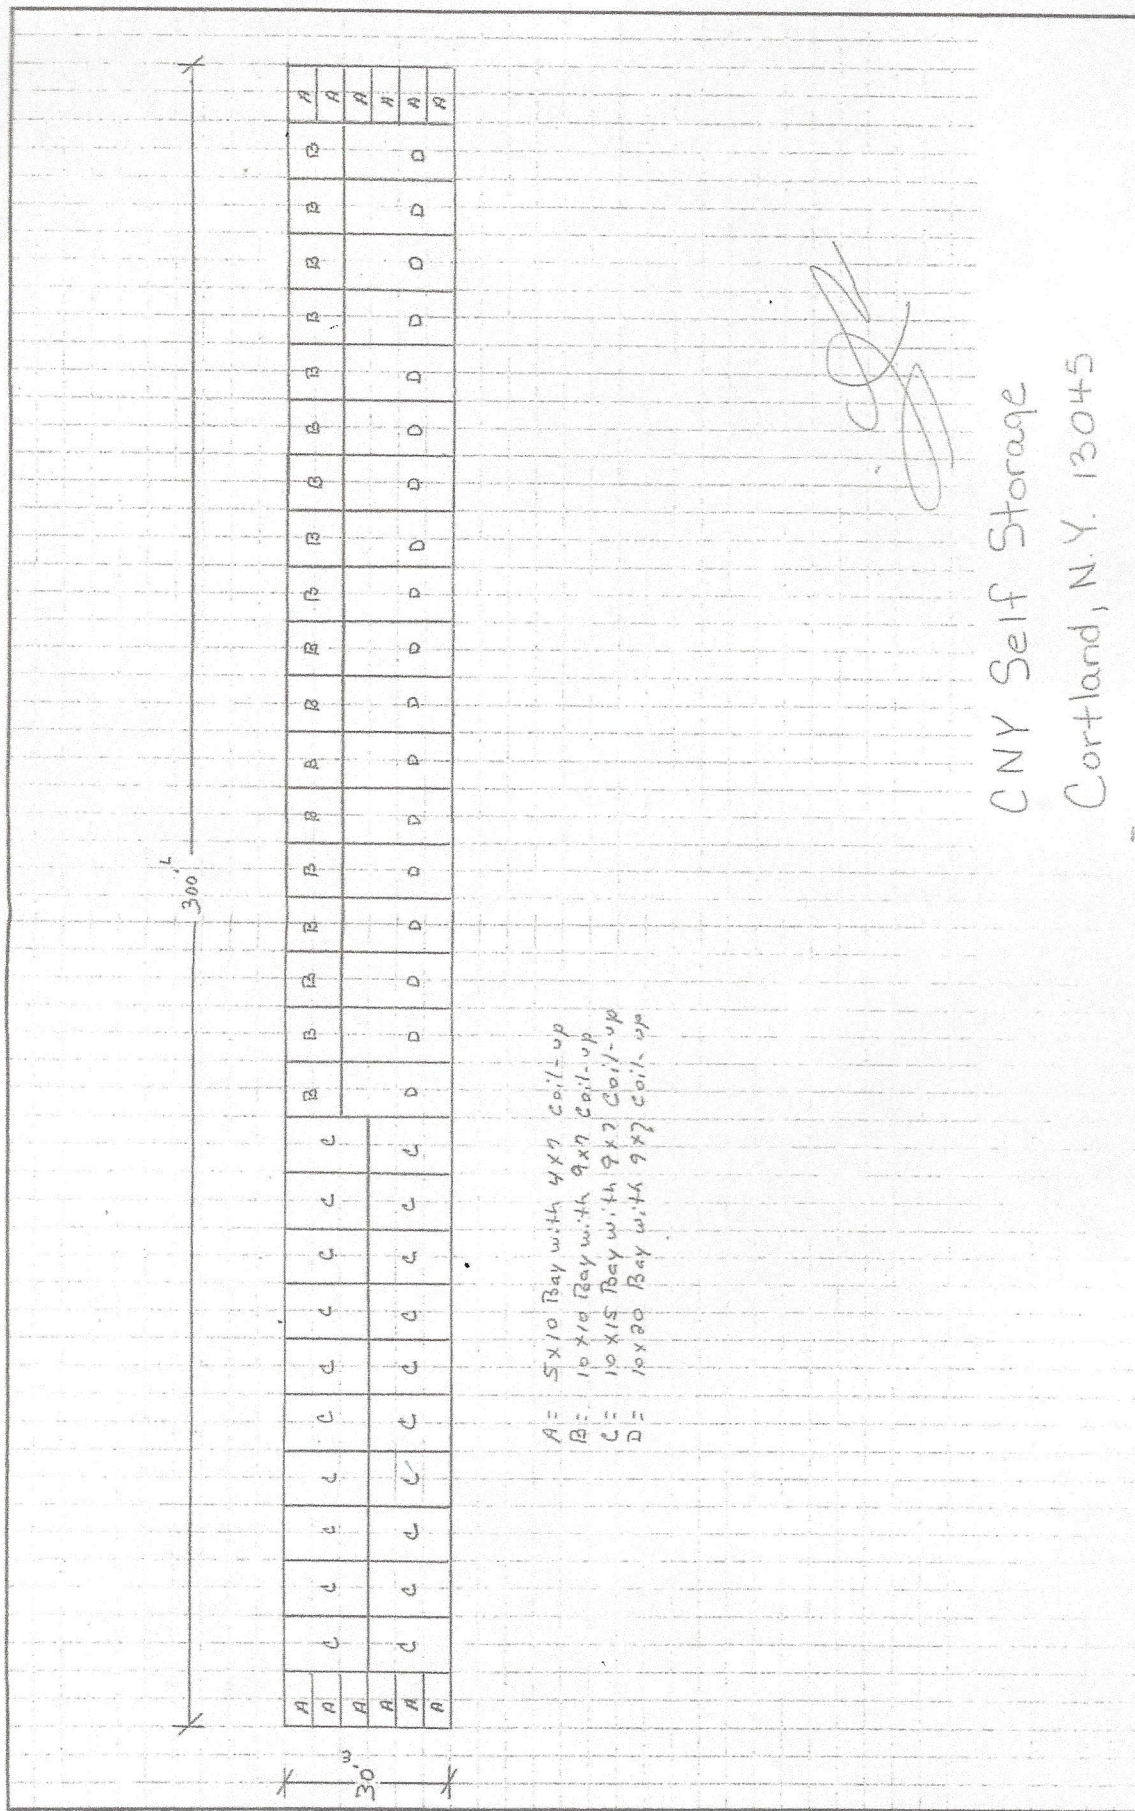 300' L
30' W
A C C C C C C C C C C B B B B B B B B B B B B B B B B B B A
A A
A A
A A
A C C C C C C C C C C D D D D D D D D D D D D D D D D D D A
A A
A = 5x10 Bay with 4x7 Coil-up
B = 10x10 Bay with 9x7 Coil-up
C = 10x15 Bay with 9x7 Coil-up
D = 10x20 Bay with 9x7 Coil-up
CNY Self Storage
Cortland, N.Y. 13045